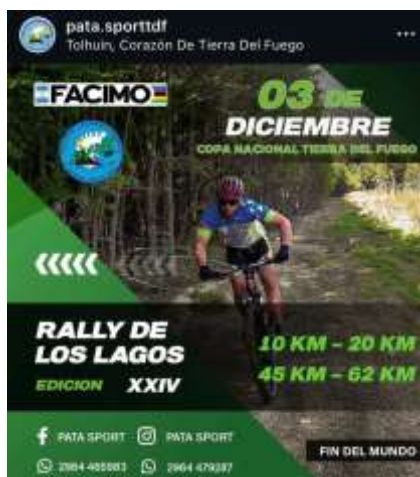 pata.sporttdf
Tolhuin, Corazón De Tierra Del Fuego
FACIMO
03 DE
DICIEMBRE
COPA NACIONAL TIERRA DEL FUEGO
RALLY DE
LOS LAGOS
EDICION XXIV
10 KM – 20 KM
45 KM – 62 KM
PATA SPORT PATA SPORT
FIN DEL MUNDO